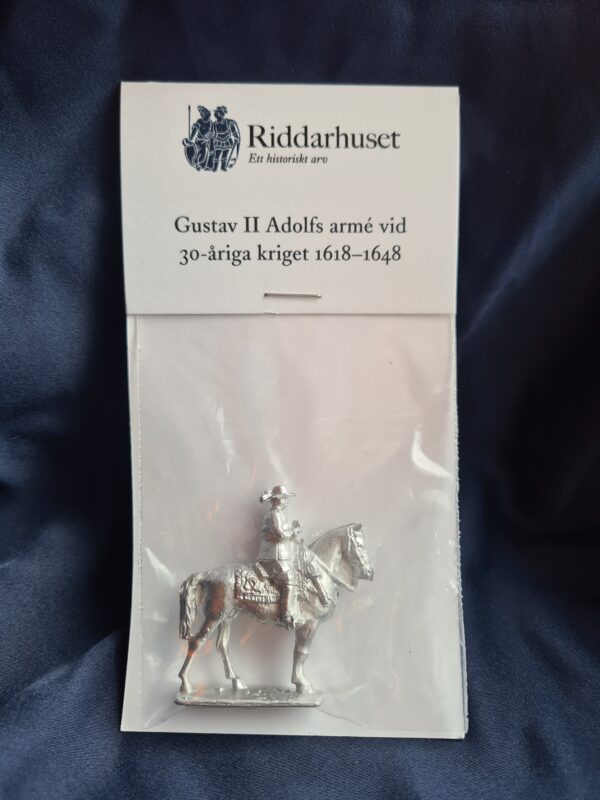 Riddarhuset
Ett historiskt arv
Gustav II Adolfs armé vid
30-åriga kriget 1618–1648